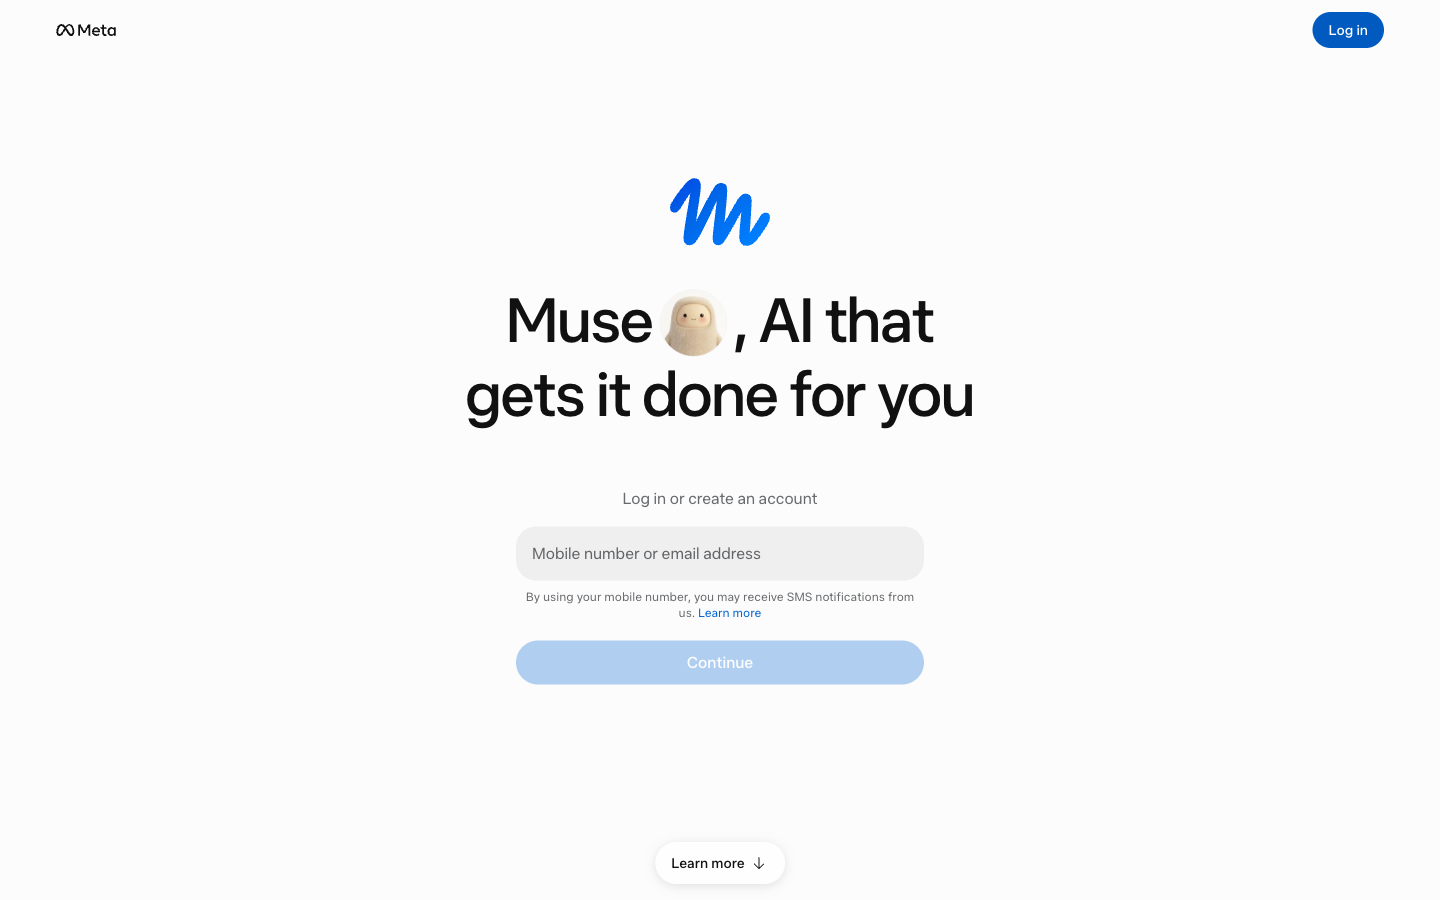 Meta
Log in
Muse, AI that
gets it done for you
Log in or create an account
Mobile number or email address
By using your mobile number, you may receive SMS notifications from
us. Learn more
Continue
Learn more